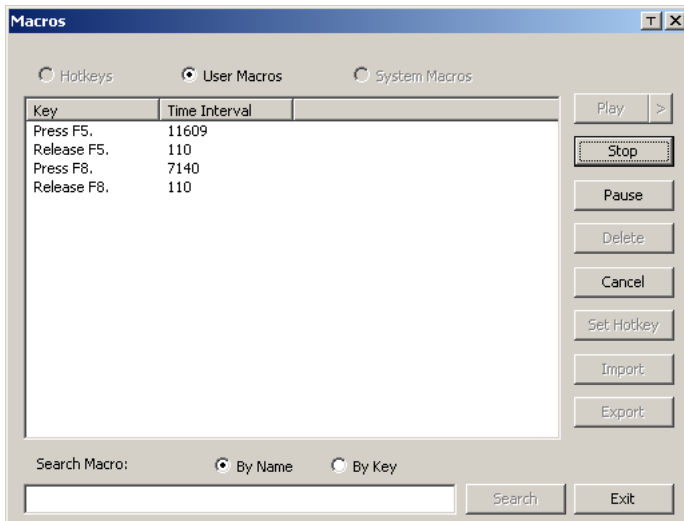 Macros
Hotkeys User Macros System Macros
Key Time Interval Play >
Press F5. 11609
Release F5. 110 Stop
Press F8. 7140
Release F8. 110 Pause
Delete
Cancel
Set Hotkey
Import
Export
Search Macro: By Name By Key
Search Exit